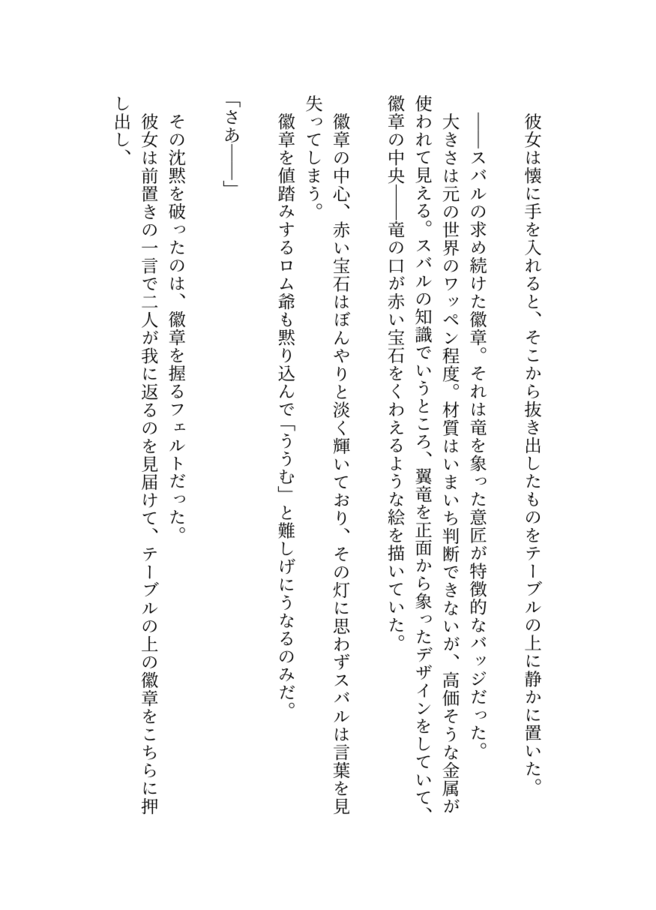 彼女は懐に手を入れると、そこから抜き出したものをテーブルの上に静かに置いた。
――スバルの求め続けた徽章。それは竜を象った意匠が特徴的なバッジだった。
大きさは元の世界のワッペン程度。材質はいまいち判断できないが、高価そうな金属が
使われて見える。スバルの知識でいうところ、翼竜を正面から象ったデザインをしていて、
徽章の中央――竜の口が赤い宝石をくわえるような絵を描いていた。
徽章の中心、赤い宝石はぼんやりと淡く輝いており、その灯に思わずスバルは言葉を見
失ってしまう。
徽章を値踏みするロム爺も黙り込んで「ううむ」と難しげにうなるのみだ。
「さあ――」
その沈黙を破ったのは、徽章を握るフェルトだった。
彼女は前置きの一言で二人が我に返るのを見届けて、テーブルの上の徽章をこちらに押
し出し、